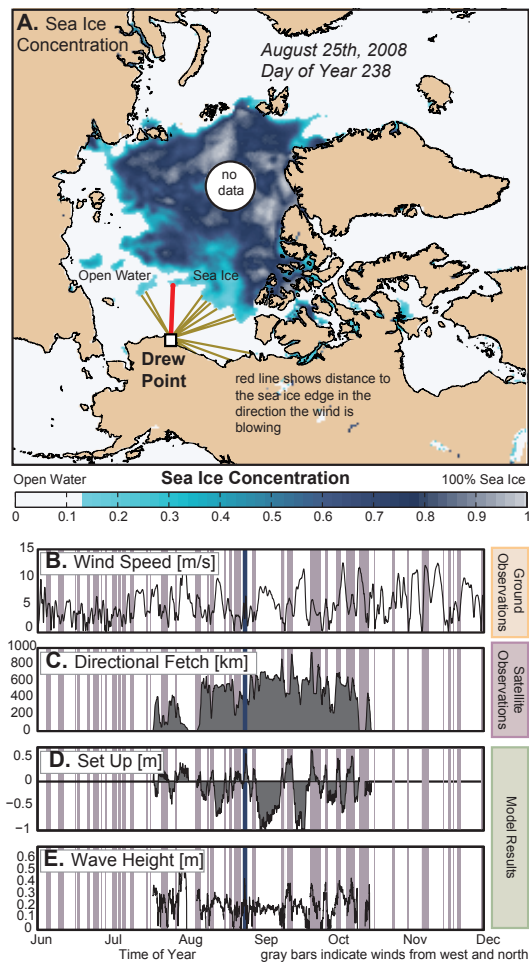 A. Sea Ice
Concentration
August 25th, 2008
Day of Year 238
no
data
Open Water
Sea Ice
Drew
Point
red line shows distance to
the sea ice edge in the
direction the wind is
blowing
Open Water
Sea Ice Concentration
100% Sea Ice
0 0.1 0.2 0.3 0.4 0.5 0.6 0.7 0.8 0.9 1
B. Wind Speed [m/s]
15
10
5
0
Ground
Observations
C. Directional Fetch [km]
1000
800
600
400
200
0
Satellite
Observations
D. Set Up [m]
0.5
0
−0.5
−1
Model Results
E. Wave Height [m]
0.6
0.5
0.4
0.3
0.2
0.1
0
Jun Jul Aug Sep Oct Nov Dec
Time of Year
gray bars indicate winds from west and north